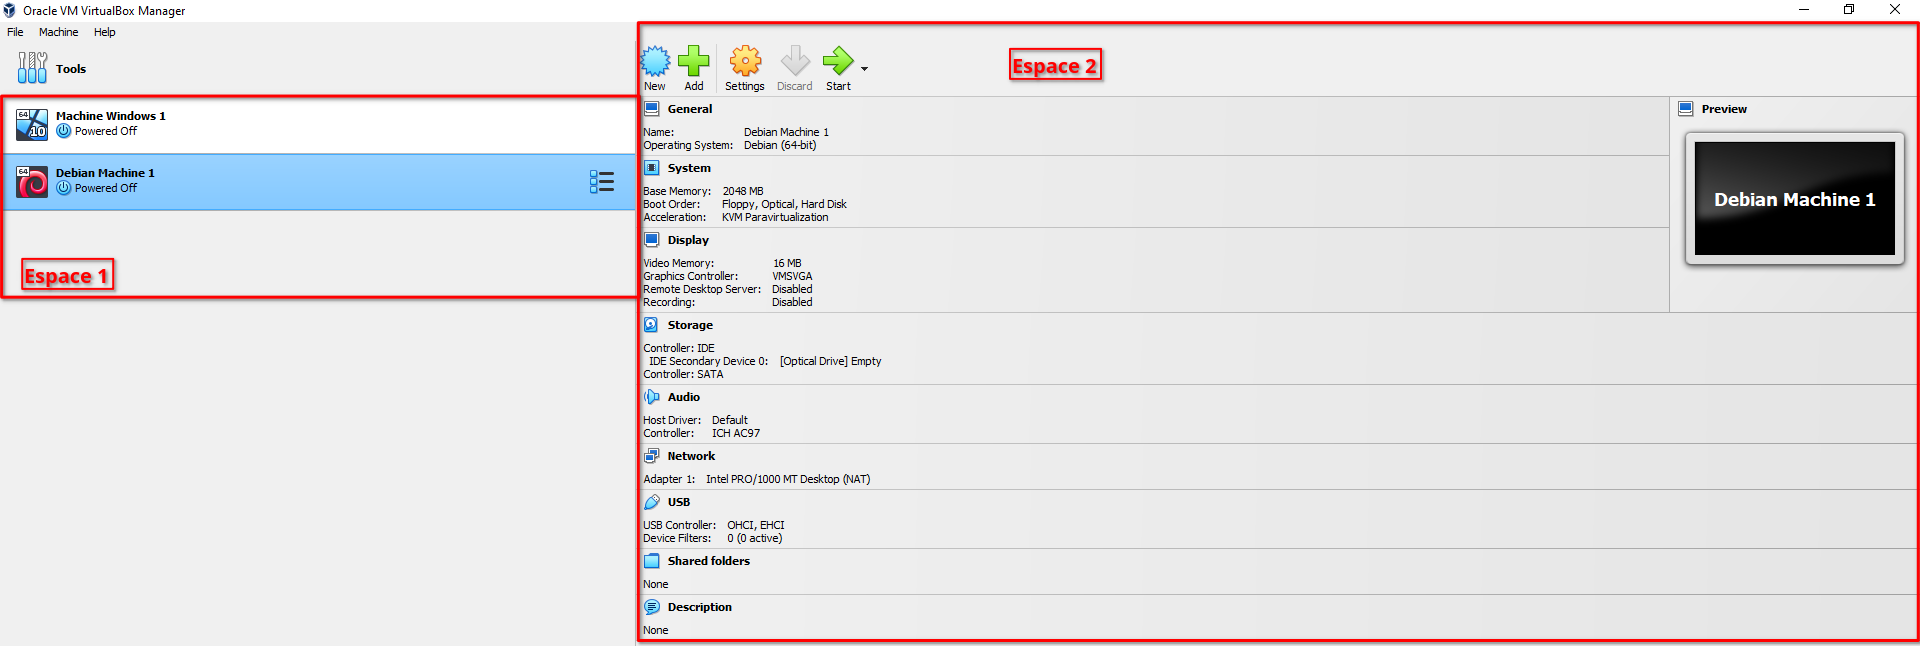 Oracle VM VirtualBox Manager
File Machine Help
Tools
64
10
Machine Windows 1
Powered Off
64
Debian Machine 1
Powered Off
Espace 1
New Add Settings Discard Start
Espace 2
General
Name: Debian Machine 1
Operating System: Debian (64-bit)
System
Base Memory: 2048 MB
Boot Order: Floppy, Optical, Hard Disk
Acceleration: KVM Paravirtualization
Display
Video Memory: 16 MB
Graphics Controller: VMSVGA
Remote Desktop Server: Disabled
Recording: Disabled
Storage
Controller: IDE
IDE Secondary Device 0: [Optical Drive] Empty
Controller: SATA
Audio
Host Driver: Default
Controller: ICH AC97
Network
Adapter 1: Intel PRO/1000 MT Desktop (NAT)
USB
USB Controller: OHCI, EHCI
Device Filters: 0 (0 active)
Shared folders
None
Description
None
Preview
Debian Machine 1